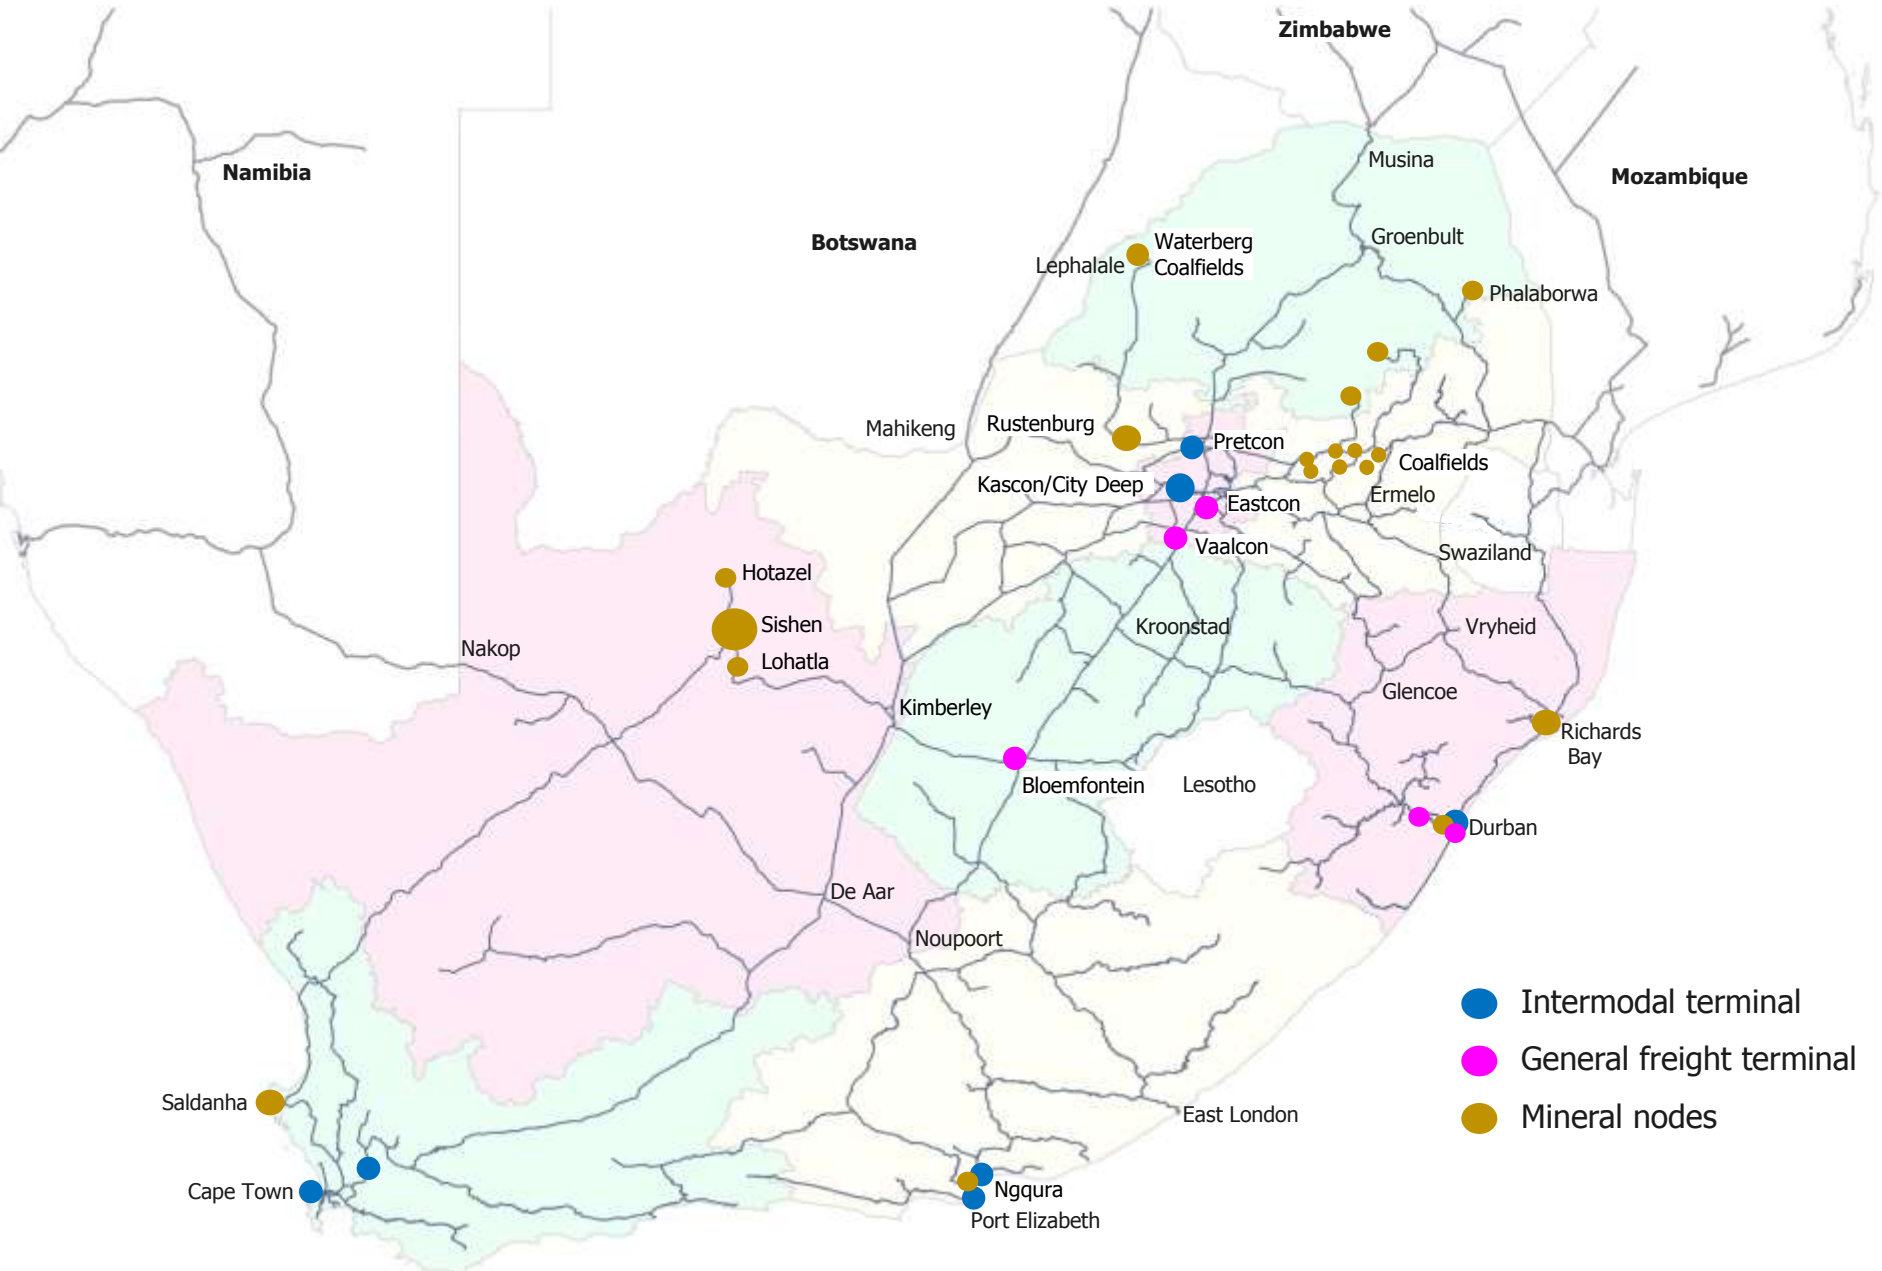 Zimbabwe
Musina
Namibia
Mozambique
Botswana
Groenbult
Waterberg
Coalfields
Lephalale
Phalaborwa
Mahikeng
Rustenburg
Pretcon
Coalfields
Kascon/City Deep
Ermelo
Eastcon
Vaalcon
Swaziland
Hotazel
Sishen
Kroonstad
Vryheid
Nakop
Lohatla
Glencoe
Kimberley
Richards
Bay
Bloemfontein
Lesotho
Durban
De Aar
Noupoort
Intermodal terminal
General freight terminal
Saldanha
East London
Mineral nodes
Cape Town
Ngqura
Port Elizabeth